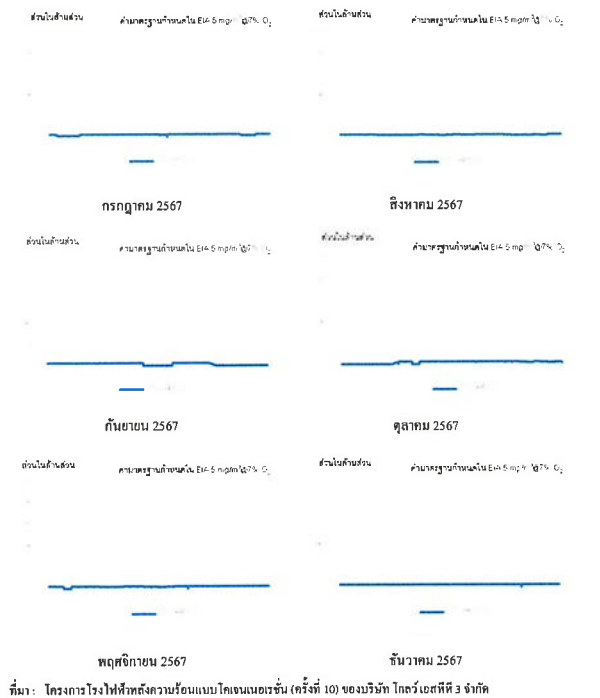 ส่วนในล้านส่วน
ค่ามาตรฐานกำหนดใน EIA 5 mg/m³@7% O₂
ส่วนในล้านส่วน
ค่ามาตรฐานกำหนดใน EIA 5 mg/m³@7% O₂
กรกฎาคม 2567
สิงหาคม 2567
ส่วนในล้านส่วน
ค่ามาตรฐานกำหนดใน EIA 5 mg/m³@7% O₂
ส่วนในล้านส่วน
ค่ามาตรฐานกำหนดใน EIA 5 mg/m³@7% O₂
กันยายน 2567
ตุลาคม 2567
ส่วนในล้านส่วน
ค่ามาตรฐานกำหนดใน EIA 5 mg/m³@7% O₂
ส่วนในล้านส่วน
ค่ามาตรฐานกำหนดใน EIA 5 mg/m³@7% O₂
พฤศจิกายน 2567
ธันวาคม 2567
ที่มา : โครงการโรงไฟฟ้าพลังความร้อนแบบโคเจนเนอเรชั่น (ครั้งที่ 10) ของบริษัท โกลว์ เอสพีพี 3 จำกัด